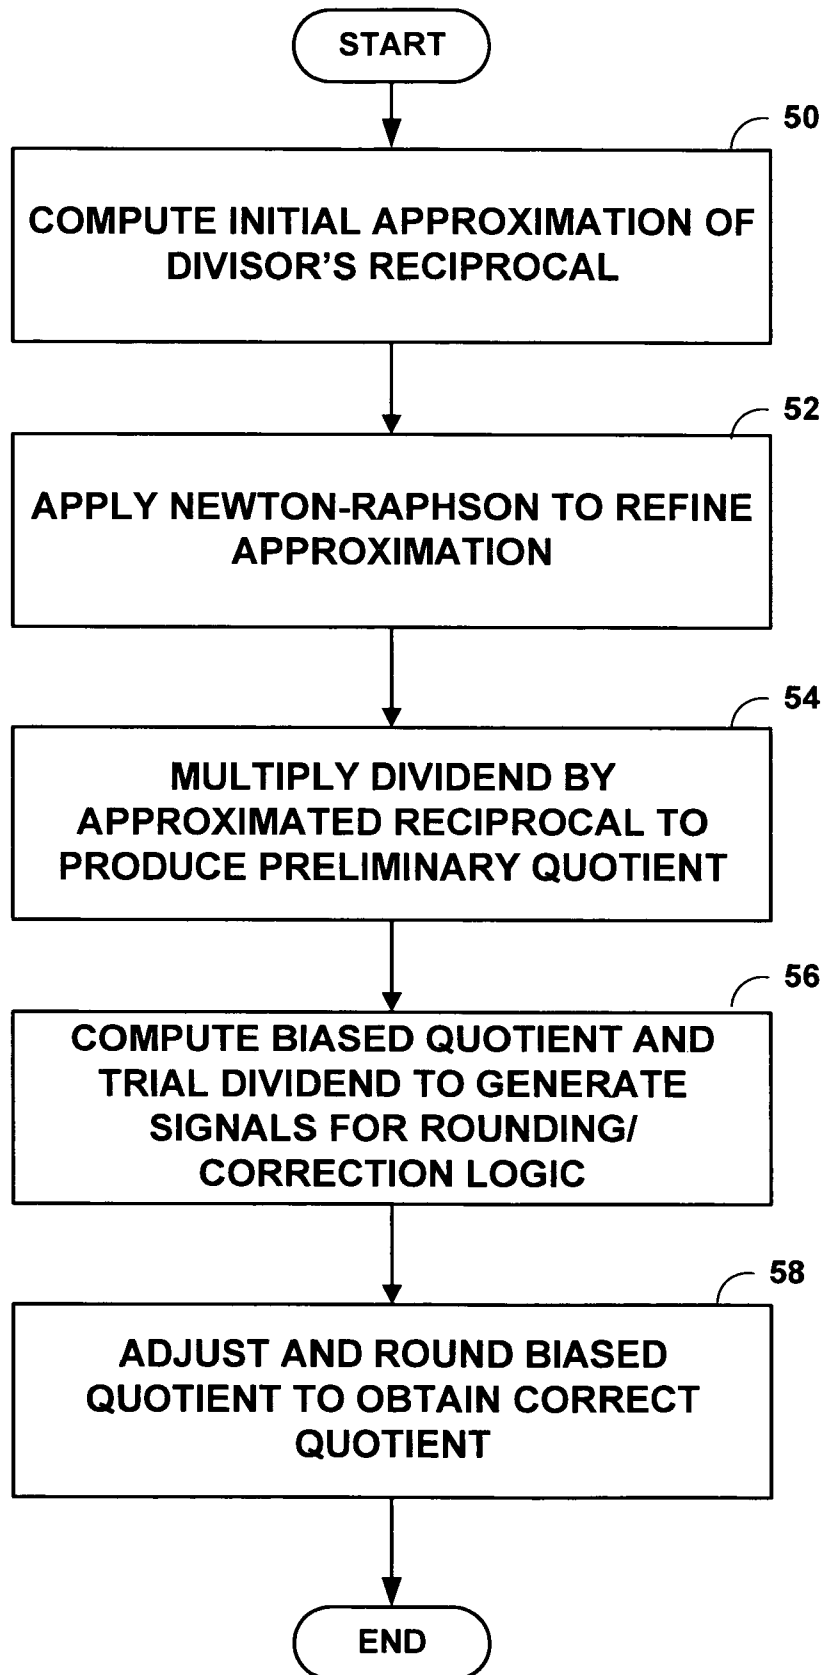 START
50
COMPUTE INITIAL APPROXIMATION OF
DIVISOR'S RECIPROCAL
52
APPLY NEWTON-RAPHSON TO REFINE
APPROXIMATION
54
MULTIPLY DIVIDEND BY
APPROXIMATED RECIPROCAL TO
PRODUCE PRELIMINARY QUOTIENT
56
COMPUTE BIASED QUOTIENT AND
TRIAL DIVIDEND TO GENERATE
SIGNALS FOR ROUNDING/
CORRECTION LOGIC
58
ADJUST AND ROUND BIASED
QUOTIENT TO OBTAIN CORRECT
QUOTIENT
END